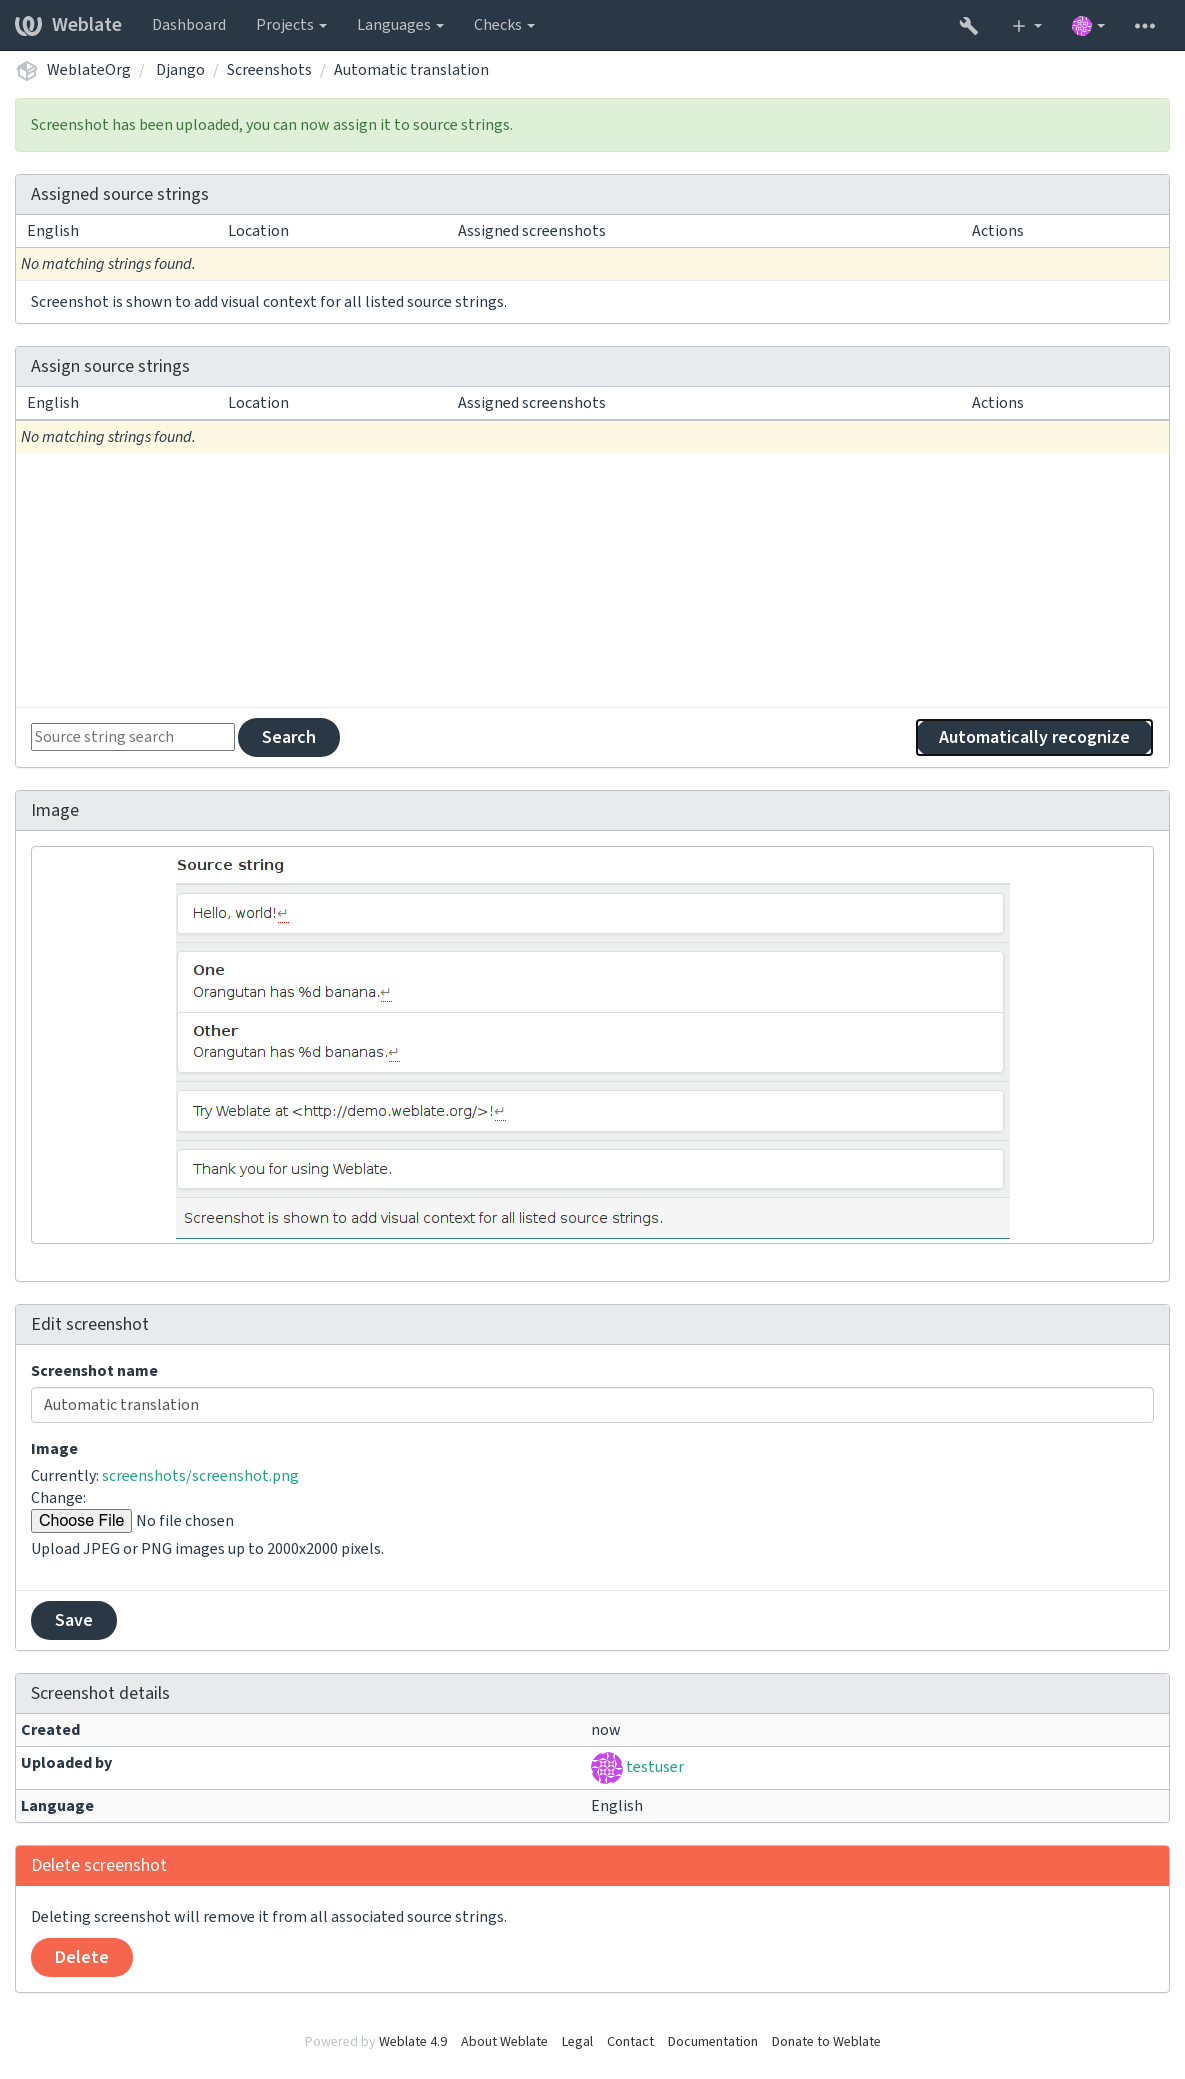 Weblate Dashboard Projects Languages Checks
WeblateOrg / Django / Screenshots / Automatic translation
Screenshot has been uploaded, you can now assign it to source strings.
Assigned source strings
English Location Assigned screenshots Actions
No matching strings found.
Screenshot is shown to add visual context for all listed source strings.
Assign source strings
English Location Assigned screenshots Actions
No matching strings found.
Source string search Search Automatically recognize
Image
Source string
Hello, world!↵
One
Orangutan has %d banana.↵
Other
Orangutan has %d bananas.↵
Try Weblate at <http://demo.weblate.org/>!↵
Thank you for using Weblate.
Screenshot is shown to add visual context for all listed source strings.
Edit screenshot
Screenshot name
Automatic translation
Image
Currently: screenshots/screenshot.png
Change:
Choose File No file chosen
Upload JPEG or PNG images up to 2000x2000 pixels.
Save
Screenshot details
Created now
Uploaded by testuser
Language English
Delete screenshot
Deleting screenshot will remove it from all associated source strings.
Delete
Powered by Weblate 4.9 About Weblate Legal Contact Documentation Donate to Weblate